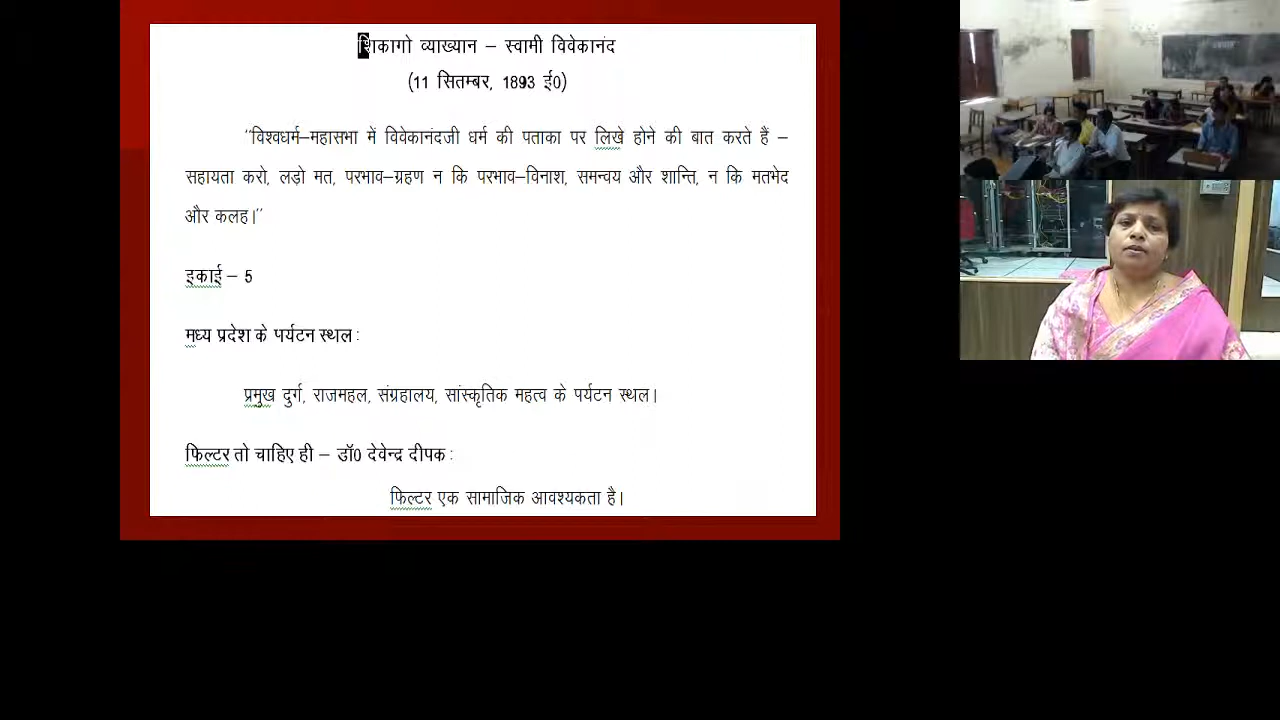 शिकागो व्याख्यान – स्वामी विवेकानंद
(11 सितम्बर, 1893 ई0)
"विश्वधर्म–महासभा में विवेकानंदजी धर्म की पताका पर लिखे होने की बात करते हैं –
सहायता करो, लड़ो मत, परभाव–ग्रहण न कि परभाव–विनाश, समन्वय और शान्ति, न कि मतभेद
और कलह।"
इकाई – 5
मध्य प्रदेश के पर्यटन स्थल :
प्रमुख दुर्ग, राजमहल, संग्रहालय, सांस्कृतिक महत्व के पर्यटन स्थल।
फिल्टर तो चाहिए ही – डॉ0 देवेन्द्र दीपक :
फिल्टर एक सामाजिक आवश्यकता है।